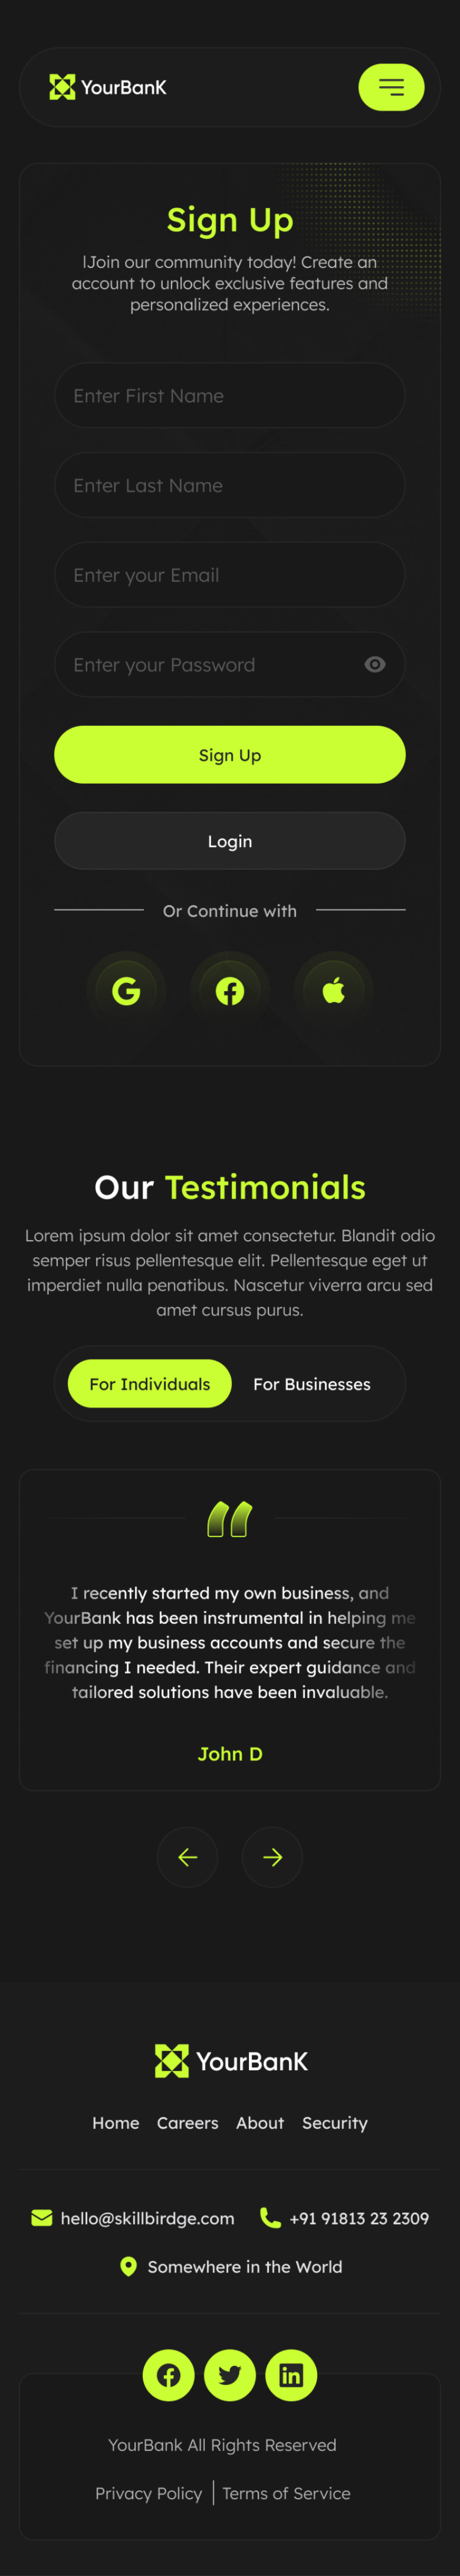 YourBanK
Sign Up
IJoin our community today! Create an
account to unlock exclusive features and
personalized experiences.
Enter First Name
Enter Last Name
Enter your Email
Enter your Password
Sign Up
Login
Or Continue with
Our Testimonials
Lorem ipsum dolor sit amet consectetur. Blandit odio
semper risus pellentesque elit. Pellentesque eget ut
imperdiet nulla penatibus. Nascetur viverra arcu sed
amet cursus purus.
For Individuals For Businesses
I recently started my own business, and
YourBank has been instrumental in helping me
set up my business accounts and secure the
financing I needed. Their expert guidance and
tailored solutions have been invaluable.
John D
YourBanK
Home Careers About Security
hello@skillbirdge.com +91 91813 23 2309
Somewhere in the World
YourBank All Rights Reserved
Privacy Policy | Terms of Service